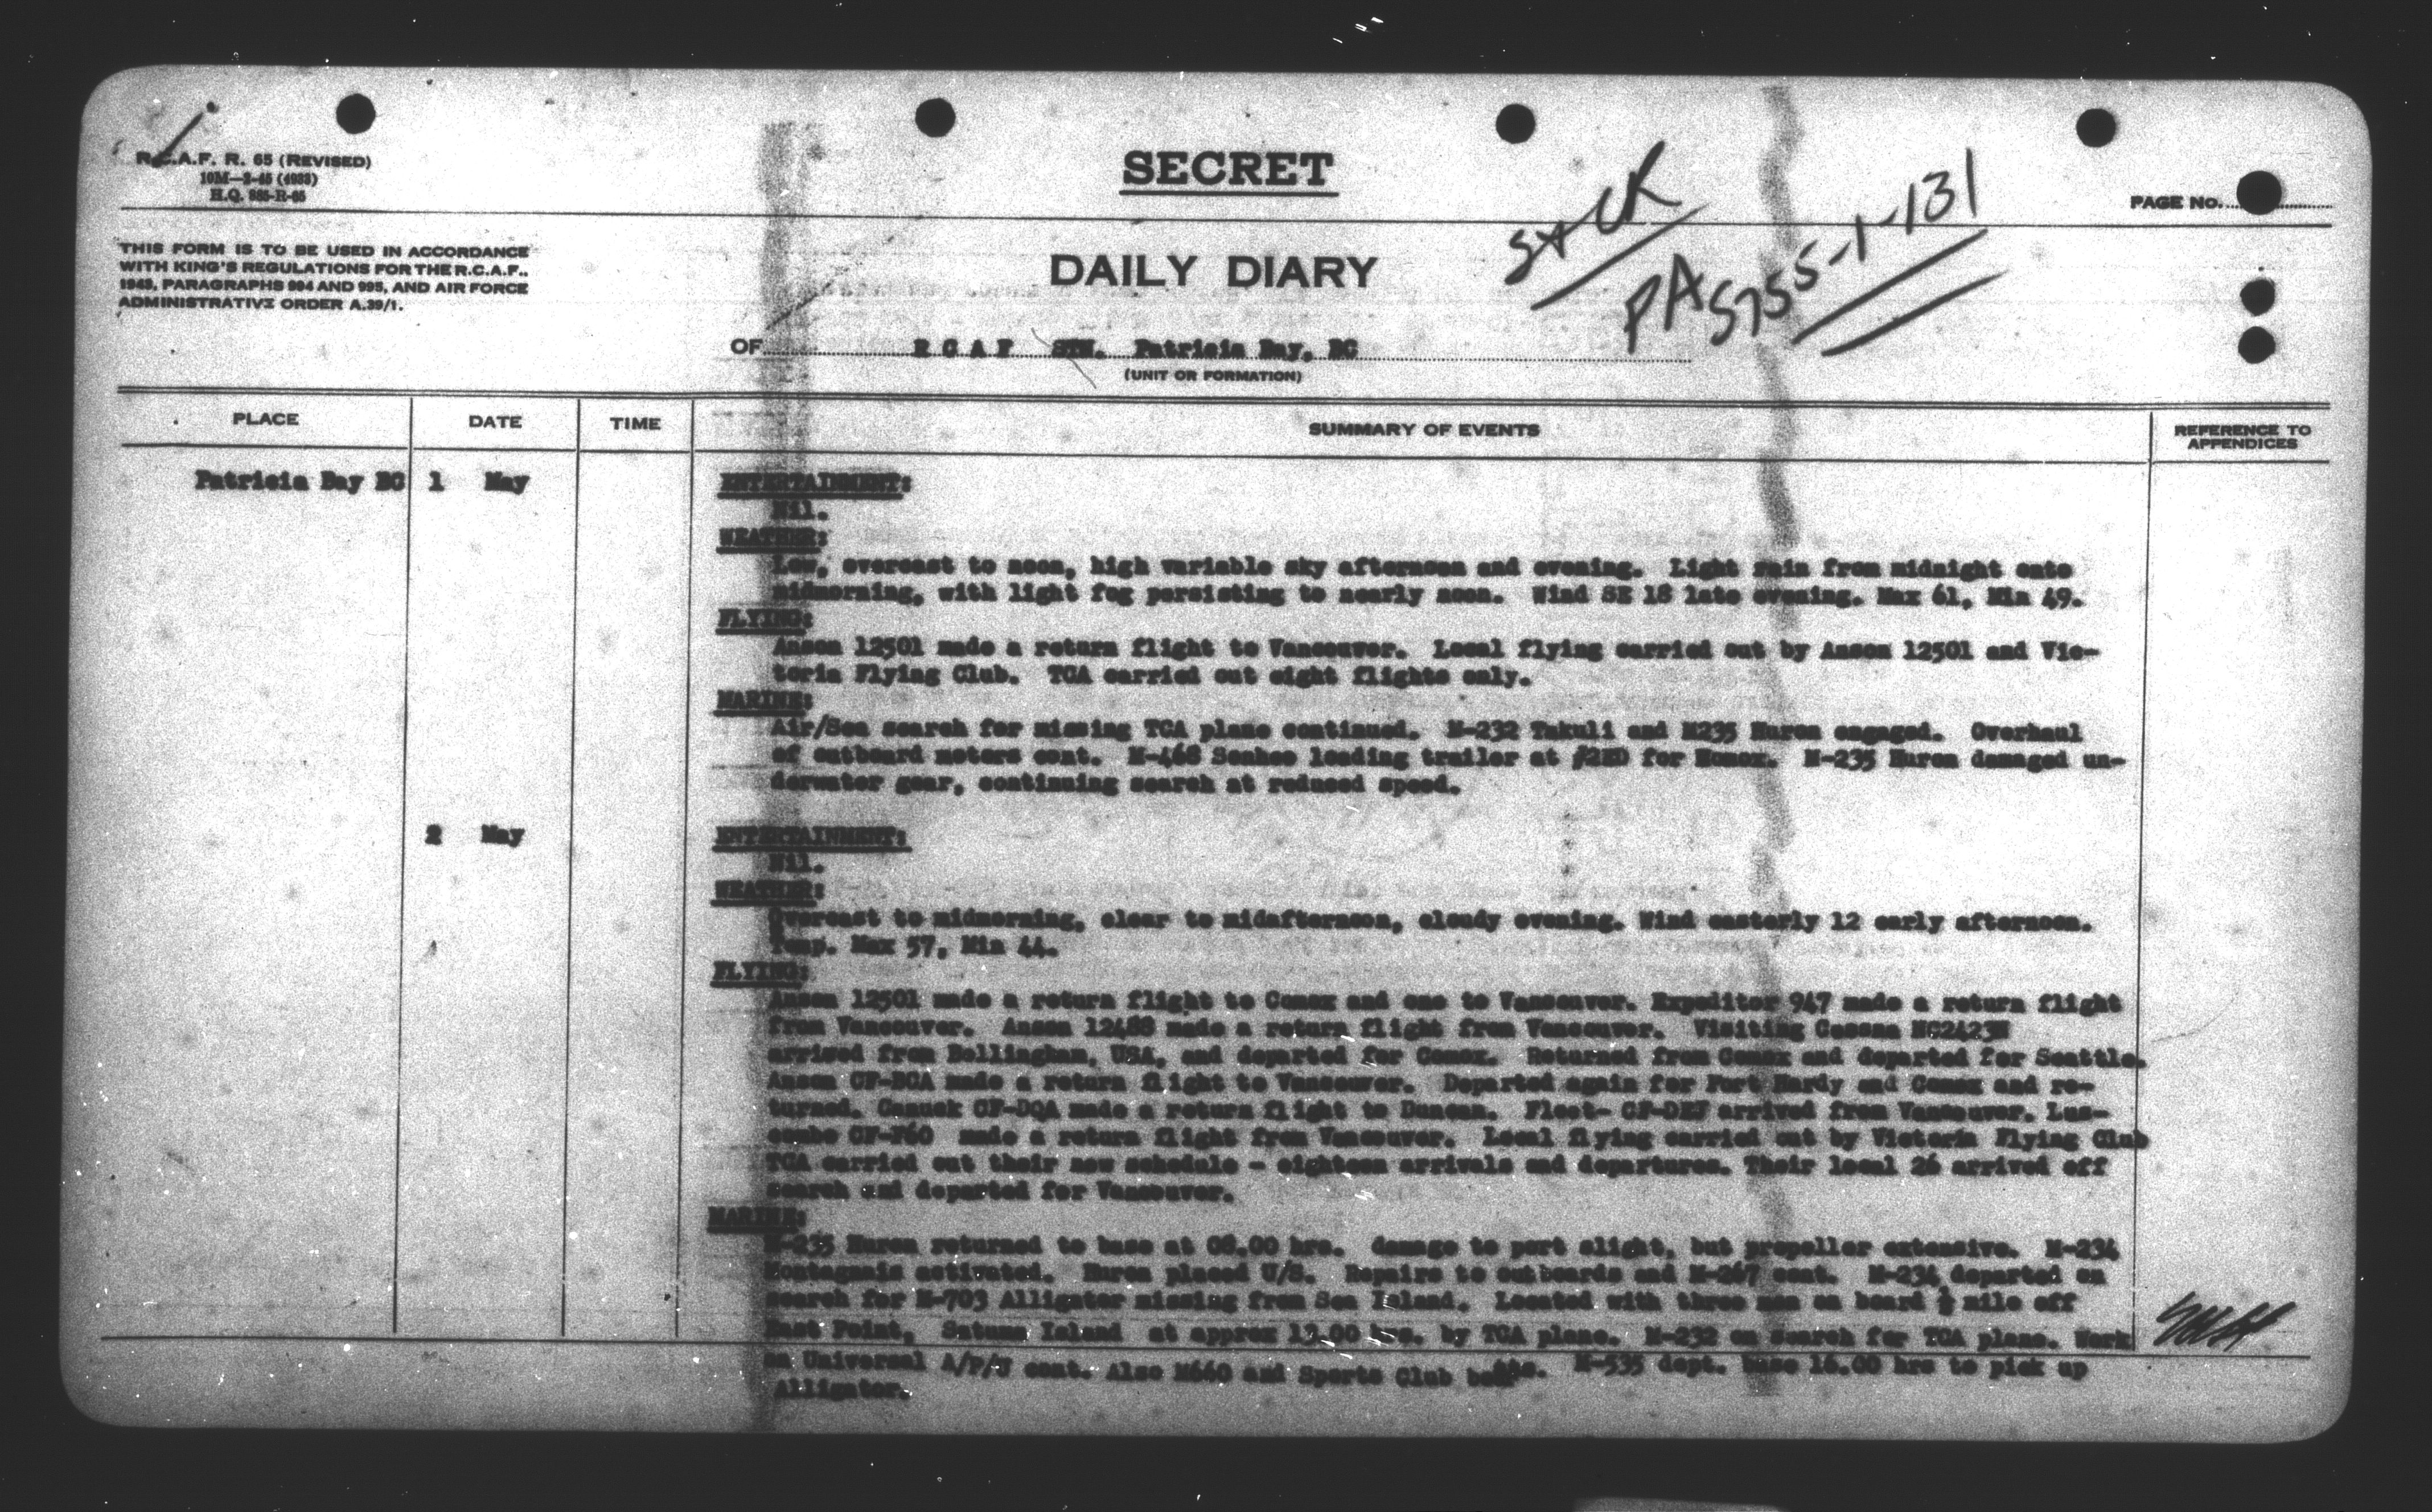 R.C.A.F. R. 65 (REVISED)
10M—2-45 (4933)
H.Q. 885-R-65
SECRET
PAGE No.
THIS FORM IS TO BE USED IN ACCORDANCE
WITH KING'S REGULATIONS FOR THE R.C.A.F.,
1943, PARAGRAPHS 994 AND 995, AND AIR FORCE
ADMINISTRATIVE ORDER A.39/1.
DAILY DIARY
PA 5755-1-131
OF R C A F STN. Patricia Bay, BC
(UNIT OR FORMATION)
PLACE DATE TIME SUMMARY OF EVENTS REFERENCE TO APPENDICES
Patricia Bay BC 1 May ENTERTAINMENT:
Nil.
WEATHER:
Low, overcast to noon, high variable sky afternoon and evening. Light rain from midnight onto
midmorning, with light fog persisting to nearly noon. Wind SE 18 late evening. Max 61, Min 49.
FLYING:
Anson 12501 made a return flight to Vancouver. Local flying carried out by Anson 12501 and Vic-
toria Flying Club. TCA carried out eight flights only.
MARINE:
Air/Sea search for missing TCA plane continued. M-232 Takuli and M235 Huron engaged. Overhaul
of outboard motors cont. M-468 Seahoe loading trailer at for Comox. M-235 Huron damaged un-
derwater gear, continuing search at reduced speed.
2 May ENTERTAINMENT:
Nil.
WEATHER:
Overcast to midmorning, clear to midafternoon, cloudy evening. Wind easterly 12 early afternoon.
Temp. Max 57, Min 44.
FLYING:
Anson 12501 made a return flight to Comox and one to Vancouver. Expeditor 947 made a return flight
from Vancouver. Anson 12488 made a return flight from Vancouver. Visiting Cessna NC2423N
arrived from Bellingham, USA, and departed for Comox. Returned from Comox and departed for Seattle.
Anson CF-BCA made a return flight to Vancouver. Departed again for Port Hardy and Comox and re-
turned. Canuck CF-DQA made a return flight to Duncan. Fleet- CF-DEJ arrived from Vancouver. Lus-
combe CF-F60 made a return flight from Vancouver. Local flying carried out by Victoria Flying Club
TCA carried out their new schedule - eighteen arrivals and departures. Their local 26 arrived off
search and departed for Vancouver.
MARINE:
M-235 Huron returned to base at 08.00 hrs. damage to port slight, but propeller extensive. M-234
Montagnais activated. Huron placed U/S. Repairs to outboards and M-267 cont. M-234 departed on
search for M-703 Alligator missing from Sea Island. Located with three men on board ½ mile off
East Point, Satuma Island at approx 13.00 hrs. by TCA plane. M-232 on search for TCA plane. Work
on Universal A/P/U cont. Also M660 and Sports Club boats. M-535 dept. base 16.00 hrs to pick up
Alligator.